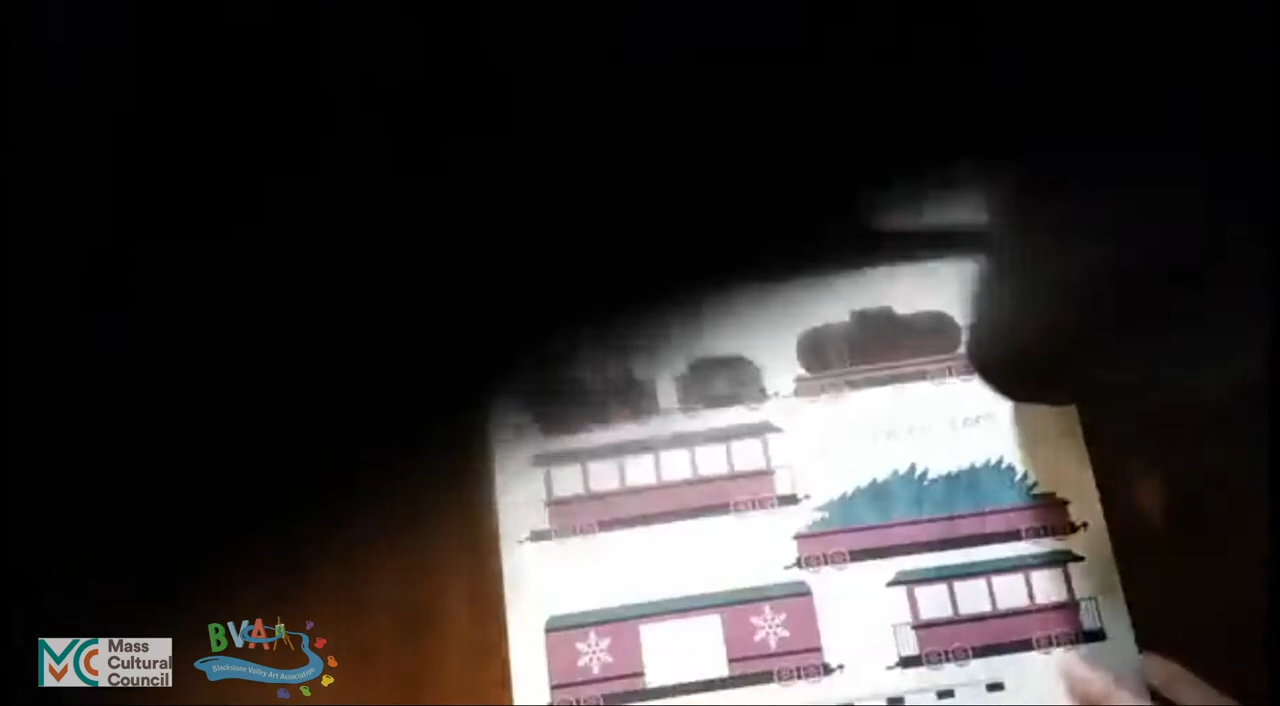 Mass
Cultural
Council
BVAA
Blackstone Valley Art Association